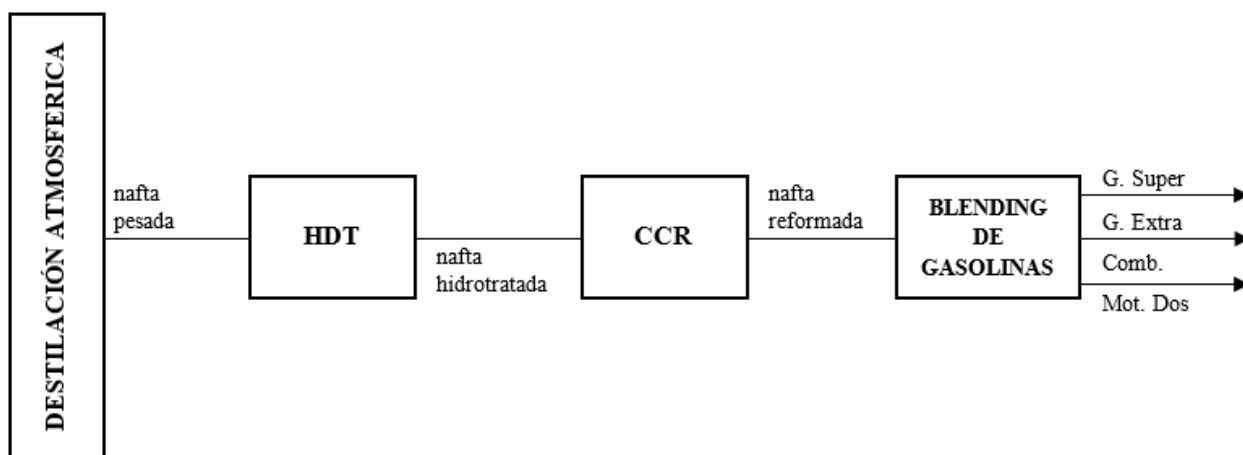 DESTILACIÓN ATMOSFERICA
nafta
pesada
HDT
nafta
hidrotratada
CCR
nafta
reformada
BLENDING
DE
GASOLINAS
G. Super
G. Extra
Comb.
Mot. Dos